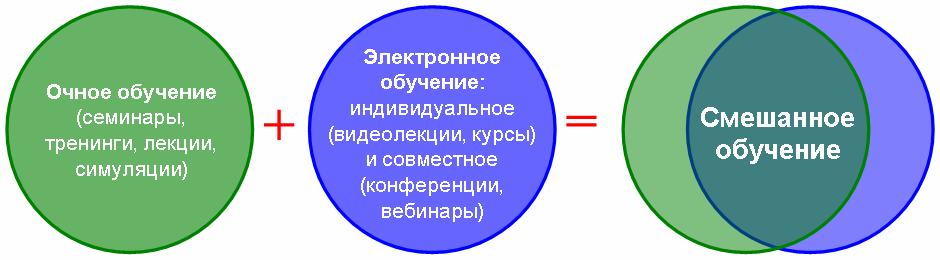 Очное обучение
(семинары,
тренинги, лекции,
симуляции)
+
Электронное
обучение:
индивидуальное
(видеолекции, курсы)
и совместное
(конференции,
вебинары)
=
Смешанное
обучение